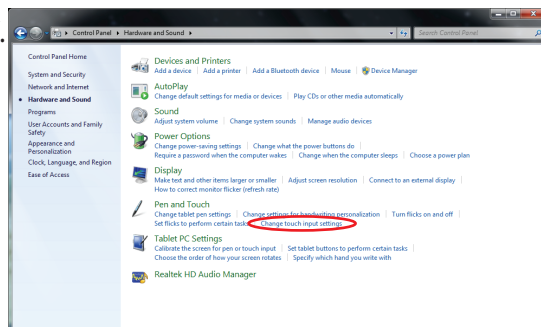 Control Panel ▸ Hardware and Sound ▸
Search Control Panel
Control Panel Home
System and Security
Network and Internet
Hardware and Sound
Programs
User Accounts and Family
Safety
Appearance and
Personalization
Clock, Language, and Region
Ease of Access
Devices and Printers
Add a device | Add a printer | Add a Bluetooth device | Mouse | Device Manager
AutoPlay
Change default settings for media or devices | Play CDs or other media automatically
Sound
Adjust system volume | Change system sounds | Manage audio devices
Power Options
Change power-saving settings | Change what the power buttons do |
Require a password when the computer wakes | Change when the computer sleeps | Choose a power plan
Display
Make text and other items larger or smaller | Adjust screen resolution | Connect to an external display |
How to correct monitor flicker (refresh rate)
Pen and Touch
Change tablet pen settings | Change settings for handwriting personalization | Turn flicks on and off |
Set flicks to perform certain tasks | Change touch input settings
Tablet PC Settings
Calibrate the screen for pen or touch input | Set tablet buttons to perform certain tasks |
Choose the order of how your screen rotates | Specify which hand you write with
Realtek HD Audio Manager